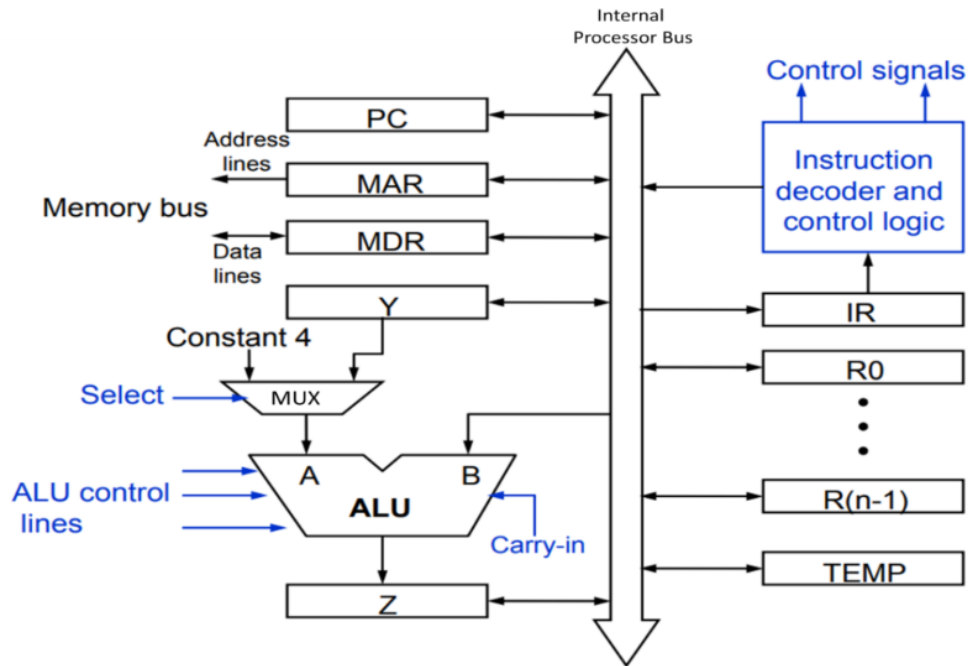 Internal
Processor Bus
Control signals
PC
Address
lines
MAR
Instruction
decoder and
control logic
Memory bus
MDR
Data
lines
Y
IR
Constant 4
R0
Select
MUX
A
B
ALU control
lines
ALU
R(n-1)
Carry-in
TEMP
Z